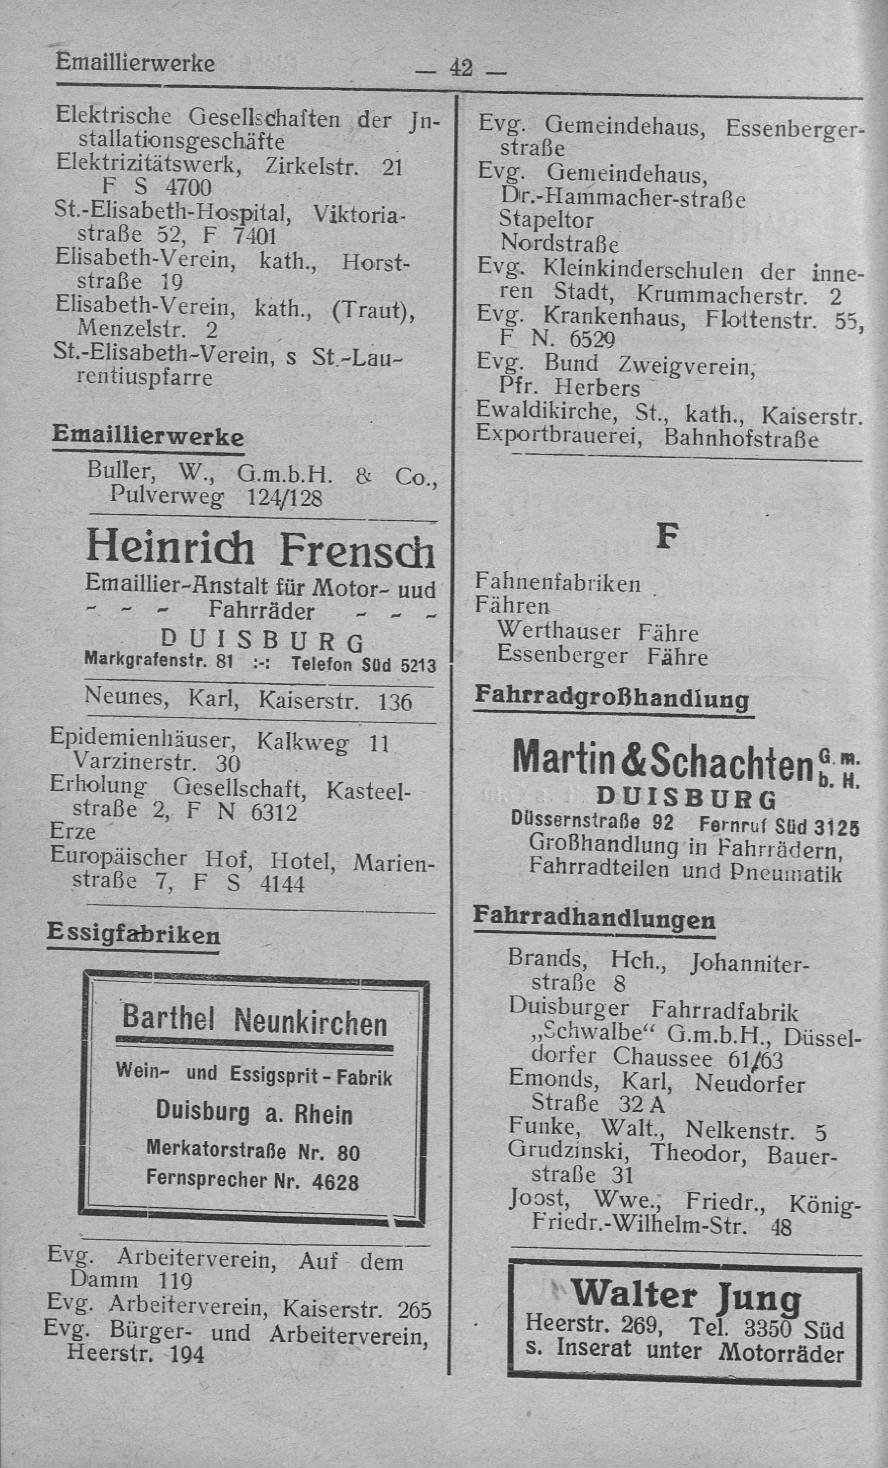 Emaillierwerke
— 42 —
Elektrische Gesellschaften der Jn-
stallationsgeschäfte
Elektrizitätswerk, Zirkelstr. 21
F S 4700
St.-Elisabeth-Hospital, Viktoria-
straße 52, F 7401
Elisabeth-Verein, kath., Horst-
straße 19
Elisabeth-Verein, kath., (Traut),
Menzelstr. 2
St.-Elisabeth-Verein, s St.-Lau-
rentiuspfarre
Emaillierwerke
Buller, W., G.m.b.H. & Co.,
Pulverweg 124/128
Heinrich Frensch
Emaillier-Anstalt für Motor- uud
- - - Fahrräder - - -
DUISBURG
Markgrafenstr. 81 :-: Telefon Süd 5213
Neunes, Karl, Kaiserstr. 136
Epidemienhäuser, Kalkweg 11
Varzinerstr. 30
Erholung Gesellschaft, Kasteel-
straße 2, F N 6312
Erze
Europäischer Hof, Hotel, Marien-
straße 7, F S 4144
Essigfabriken
Barthel Neunkirchen
Wein- und Essigsprit-Fabrik
Duisburg a. Rhein
Merkatorstraße Nr. 80
Fernsprecher Nr. 4628
Evg. Arbeiterverein, Auf dem
Damm 119
Evg. Arbeiterverein, Kaiserstr. 265
Evg. Bürger- und Arbeiterverein,
Heerstr. 194
Evg. Gemeindehaus, Essenberger-
straße
Evg. Gemeindehaus,
Dr.-Hammacher-straße
Stapeltor
Nordstraße
Evg. Kleinkinderschulen der inne-
ren Stadt, Krummacherstr. 2
Evg. Krankenhaus, Flottenstr. 55,
F N. 6529
Evg. Bund Zweigverein,
Pfr. Herbers
Ewaldikirche, St., kath., Kaiserstr.
Exportbrauerei, Bahnhofstraße
F
Fahnenfabriken
Fähren
Werthauser Fähre
Essenberger Fähre
Fahrradgroßhandlung
Martin & Schachten G. m. b. H.
DUISBURG
Düssernstraße 92 Fernruf Süd 3125
Großhandlung in Fahrrädern,
Fahrradteilen und Pneumatik
Fahrradhandlungen
Brands, Hch., Johanniter-
straße 8
Duisburger Fahrradfabrik
„Schwalbe“ G.m.b.H., Düssel-
dorfer Chaussee 61/63
Emonds, Karl, Neudorfer
Straße 32 A
Funke, Walt., Nelkenstr. 5
Grudzinski, Theodor, Bauer-
straße 31
Joost, Wwe., Friedr., König-
Friedr.-Wilhelm-Str. 48
Walter Jung
Heerstr. 269, Tel. 3350 Süd
s. Inserat unter Motorräder